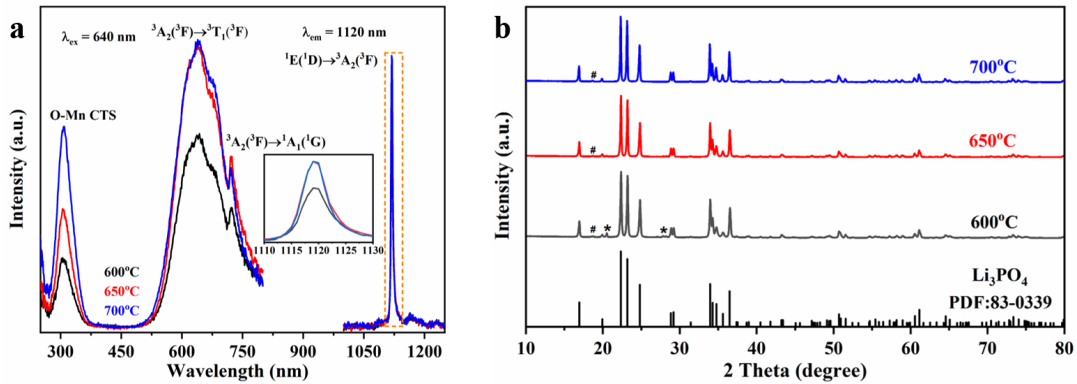 a
λex = 640 nm
³A₂(³F)→³T₁(³F)
λem = 1120 nm
¹E(¹D)→³A₂(³F)
O-Mn CTS
³A₂(³F)→¹A₁(¹G)
1110 1115 1120 1125 1130
600°C
650°C
700°C
300 450 600 750 900 1050 1200
Wavelength (nm)
Intensity (a.u.)
b
#
700°C
#
650°C
# * *
600°C
Li₃PO₄
PDF:83-0339
10 20 30 40 50 60 70 80
2 Theta (degree)
Intensity (a.u.)